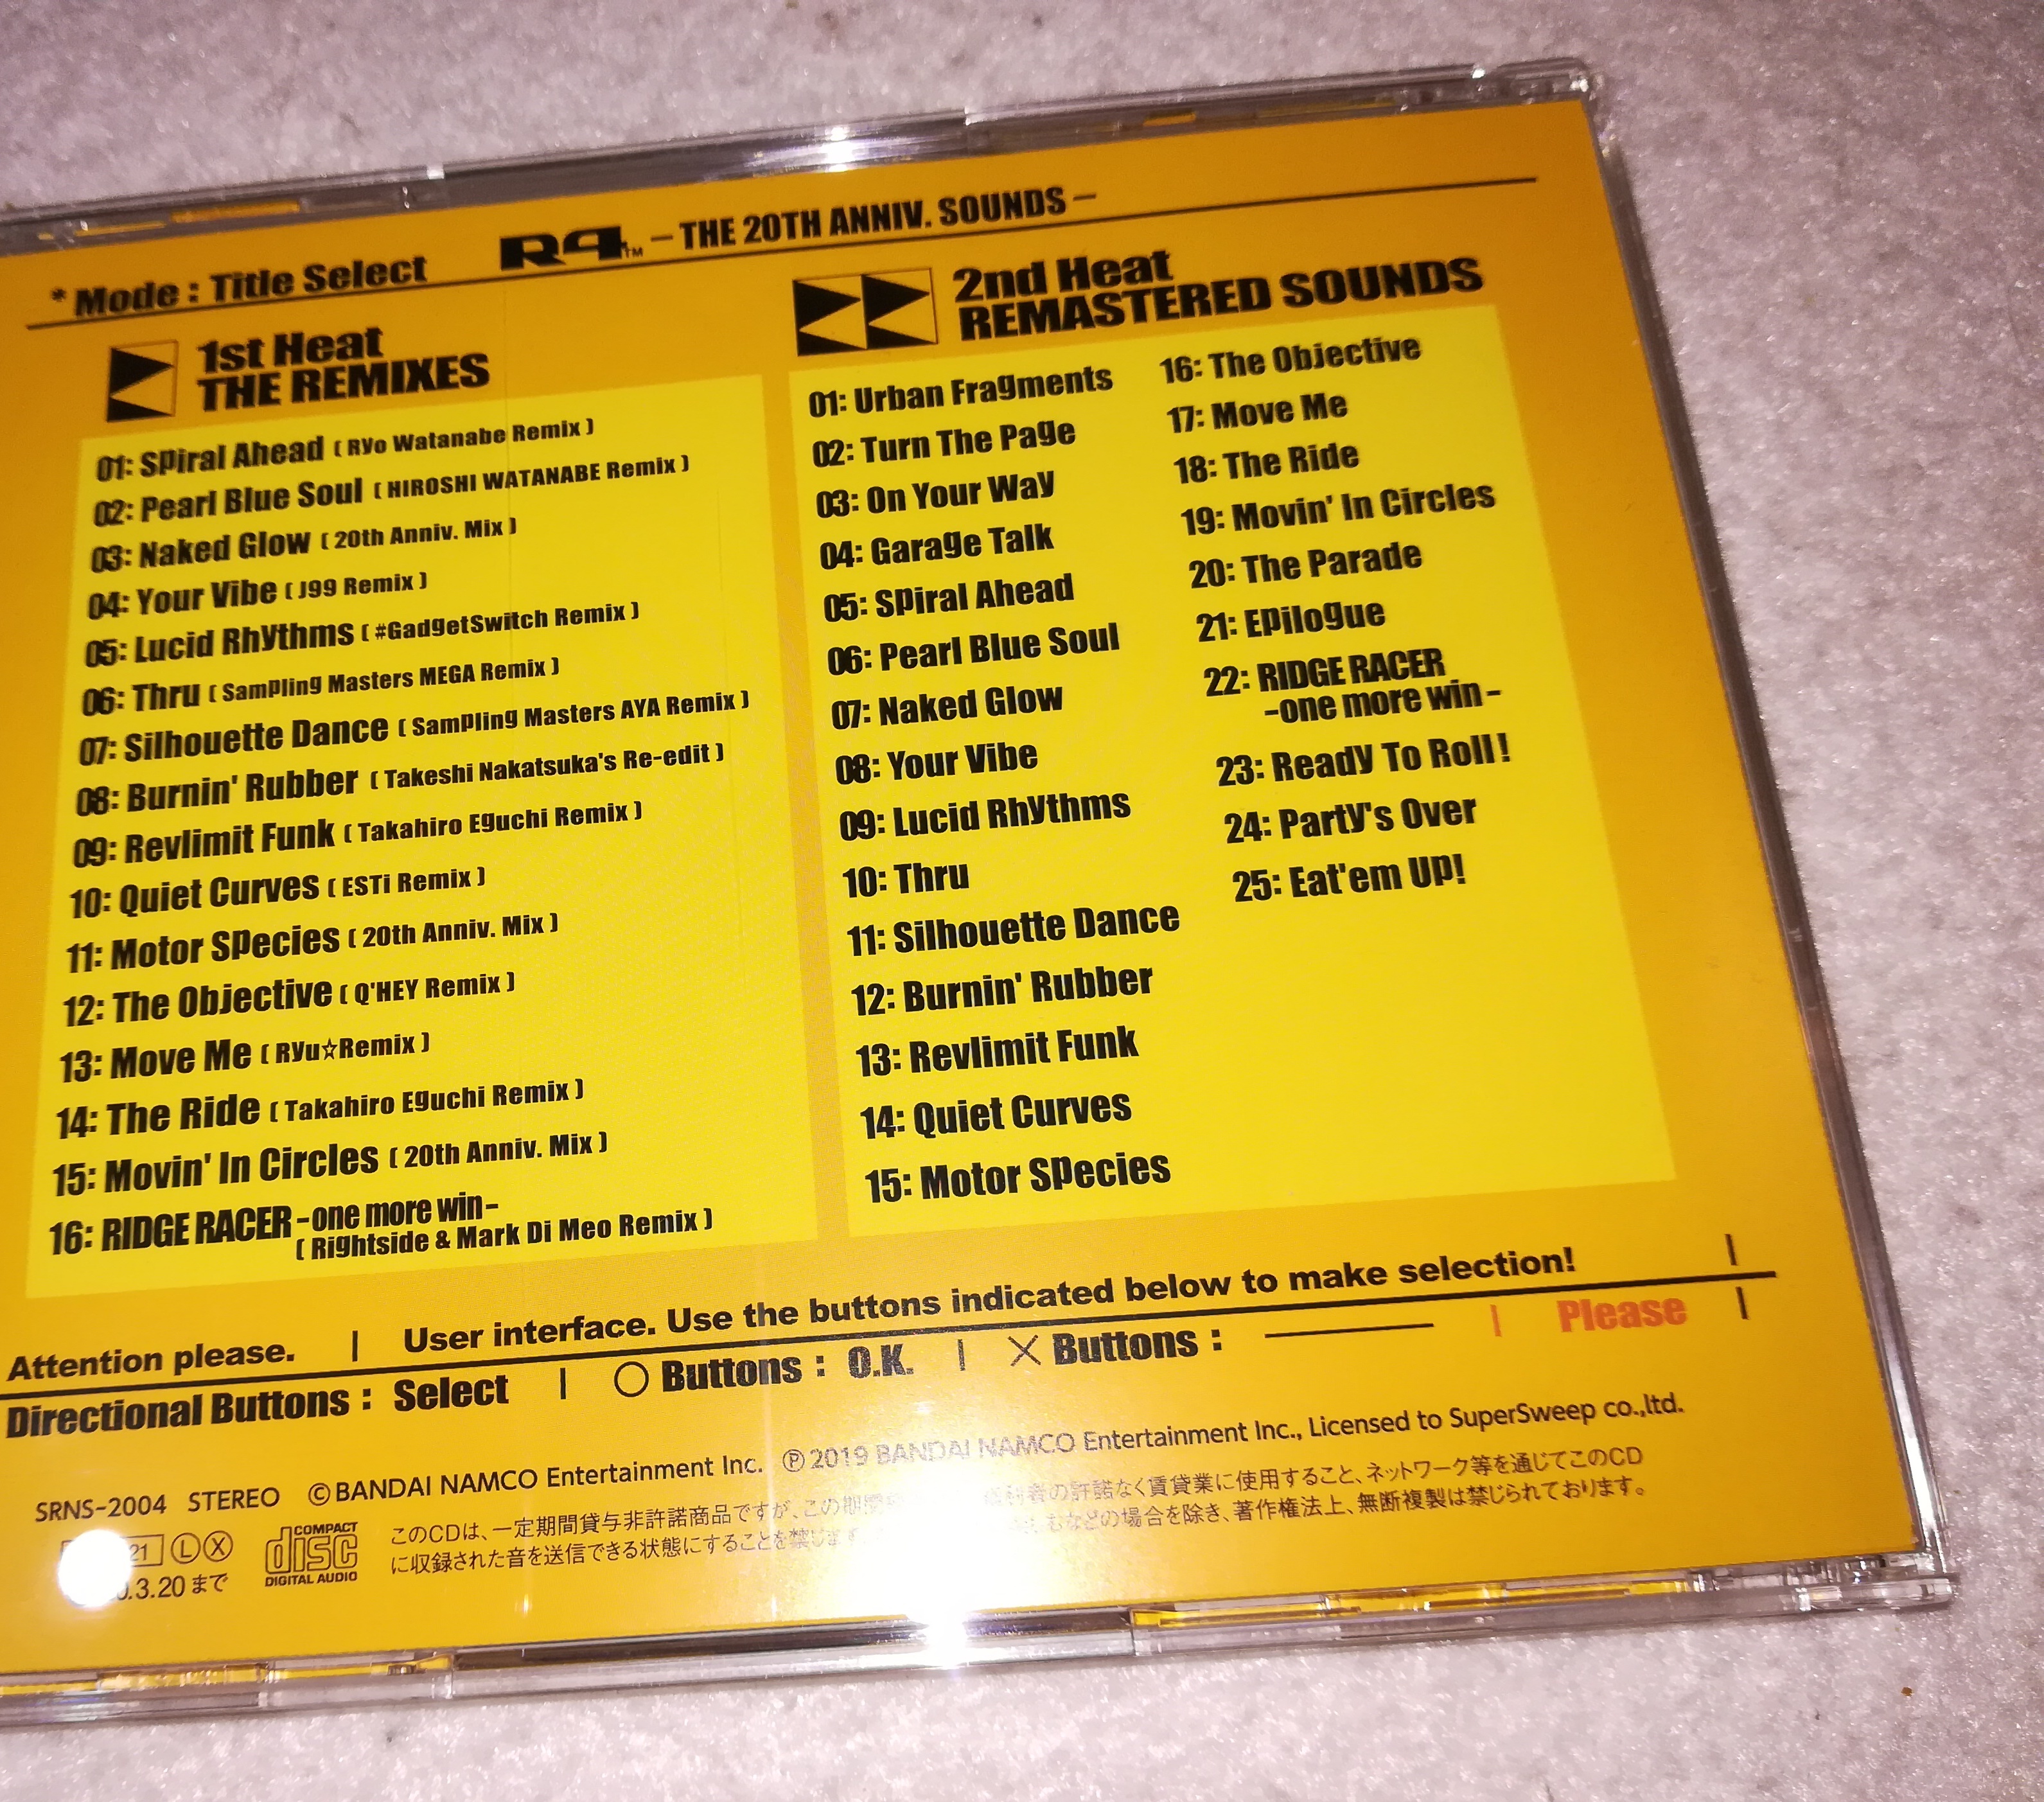 * Mode : Title Select
R4™ – THE 20TH ANNIV. SOUNDS –
1st Heat
THE REMIXES
01: Spiral Ahead ( Ryo Watanabe Remix )
02: Pearl Blue Soul ( HIROSHI WATANABE Remix )
03: Naked Glow ( 20th Anniv. Mix )
04: Your Vibe ( J99 Remix )
05: Lucid Rhythms ( #GadgetSwitch Remix )
06: Thru ( Sampling Masters MEGA Remix )
07: Silhouette Dance ( Sampling Masters AYA Remix )
08: Burnin' Rubber ( Takeshi Nakatsuka's Re-edit )
09: Revlimit Funk ( Takahiro Eguchi Remix )
10: Quiet Curves ( ESTi Remix )
11: Motor Species ( 20th Anniv. Mix )
12: The Objective ( Q'HEY Remix )
13: Move Me ( Ryu☆Remix )
14: The Ride ( Takahiro Eguchi Remix )
15: Movin' In Circles ( 20th Anniv. Mix )
16: RIDGE RACER -one more win-
( Rightside & Mark Di Meo Remix )
2nd Heat
REMASTERED SOUNDS
01: Urban Fragments
02: Turn The Page
03: On Your Way
04: Garage Talk
05: Spiral Ahead
06: Pearl Blue Soul
07: Naked Glow
08: Your Vibe
09: Lucid Rhythms
10: Thru
11: Silhouette Dance
12: Burnin' Rubber
13: Revlimit Funk
14: Quiet Curves
15: Motor Species
16: The Objective
17: Move Me
18: The Ride
19: Movin' In Circles
20: The Parade
21: Epilogue
22: RIDGE RACER
-one more win-
23: Ready To Roll!
24: Party's Over
25: Eat'em Up!
Attention please. | User interface. Use the buttons indicated below to make selection! |
Directional Buttons : Select | ○ Buttons : O.K. | × Buttons : ——— | Please |
SRNS-2004 STEREO ©BANDAI NAMCO Entertainment Inc. Ⓟ2019 BANDAI NAMCO Entertainment Inc., Licensed to SuperSweep co.,ltd.
21 Ⓛ Ⓧ
.3.20まで
COMPACT
disc
DIGITAL AUDIO
このCDは、一定期間貸与非許諾商品ですが、この期間 の許諾なく賃貸業に使用すること、ネットワーク等を通じてこのCD
に収録された音を送信できる状態にすることを禁じま などの場合を除き、著作権法上、無断複製は禁じられております。